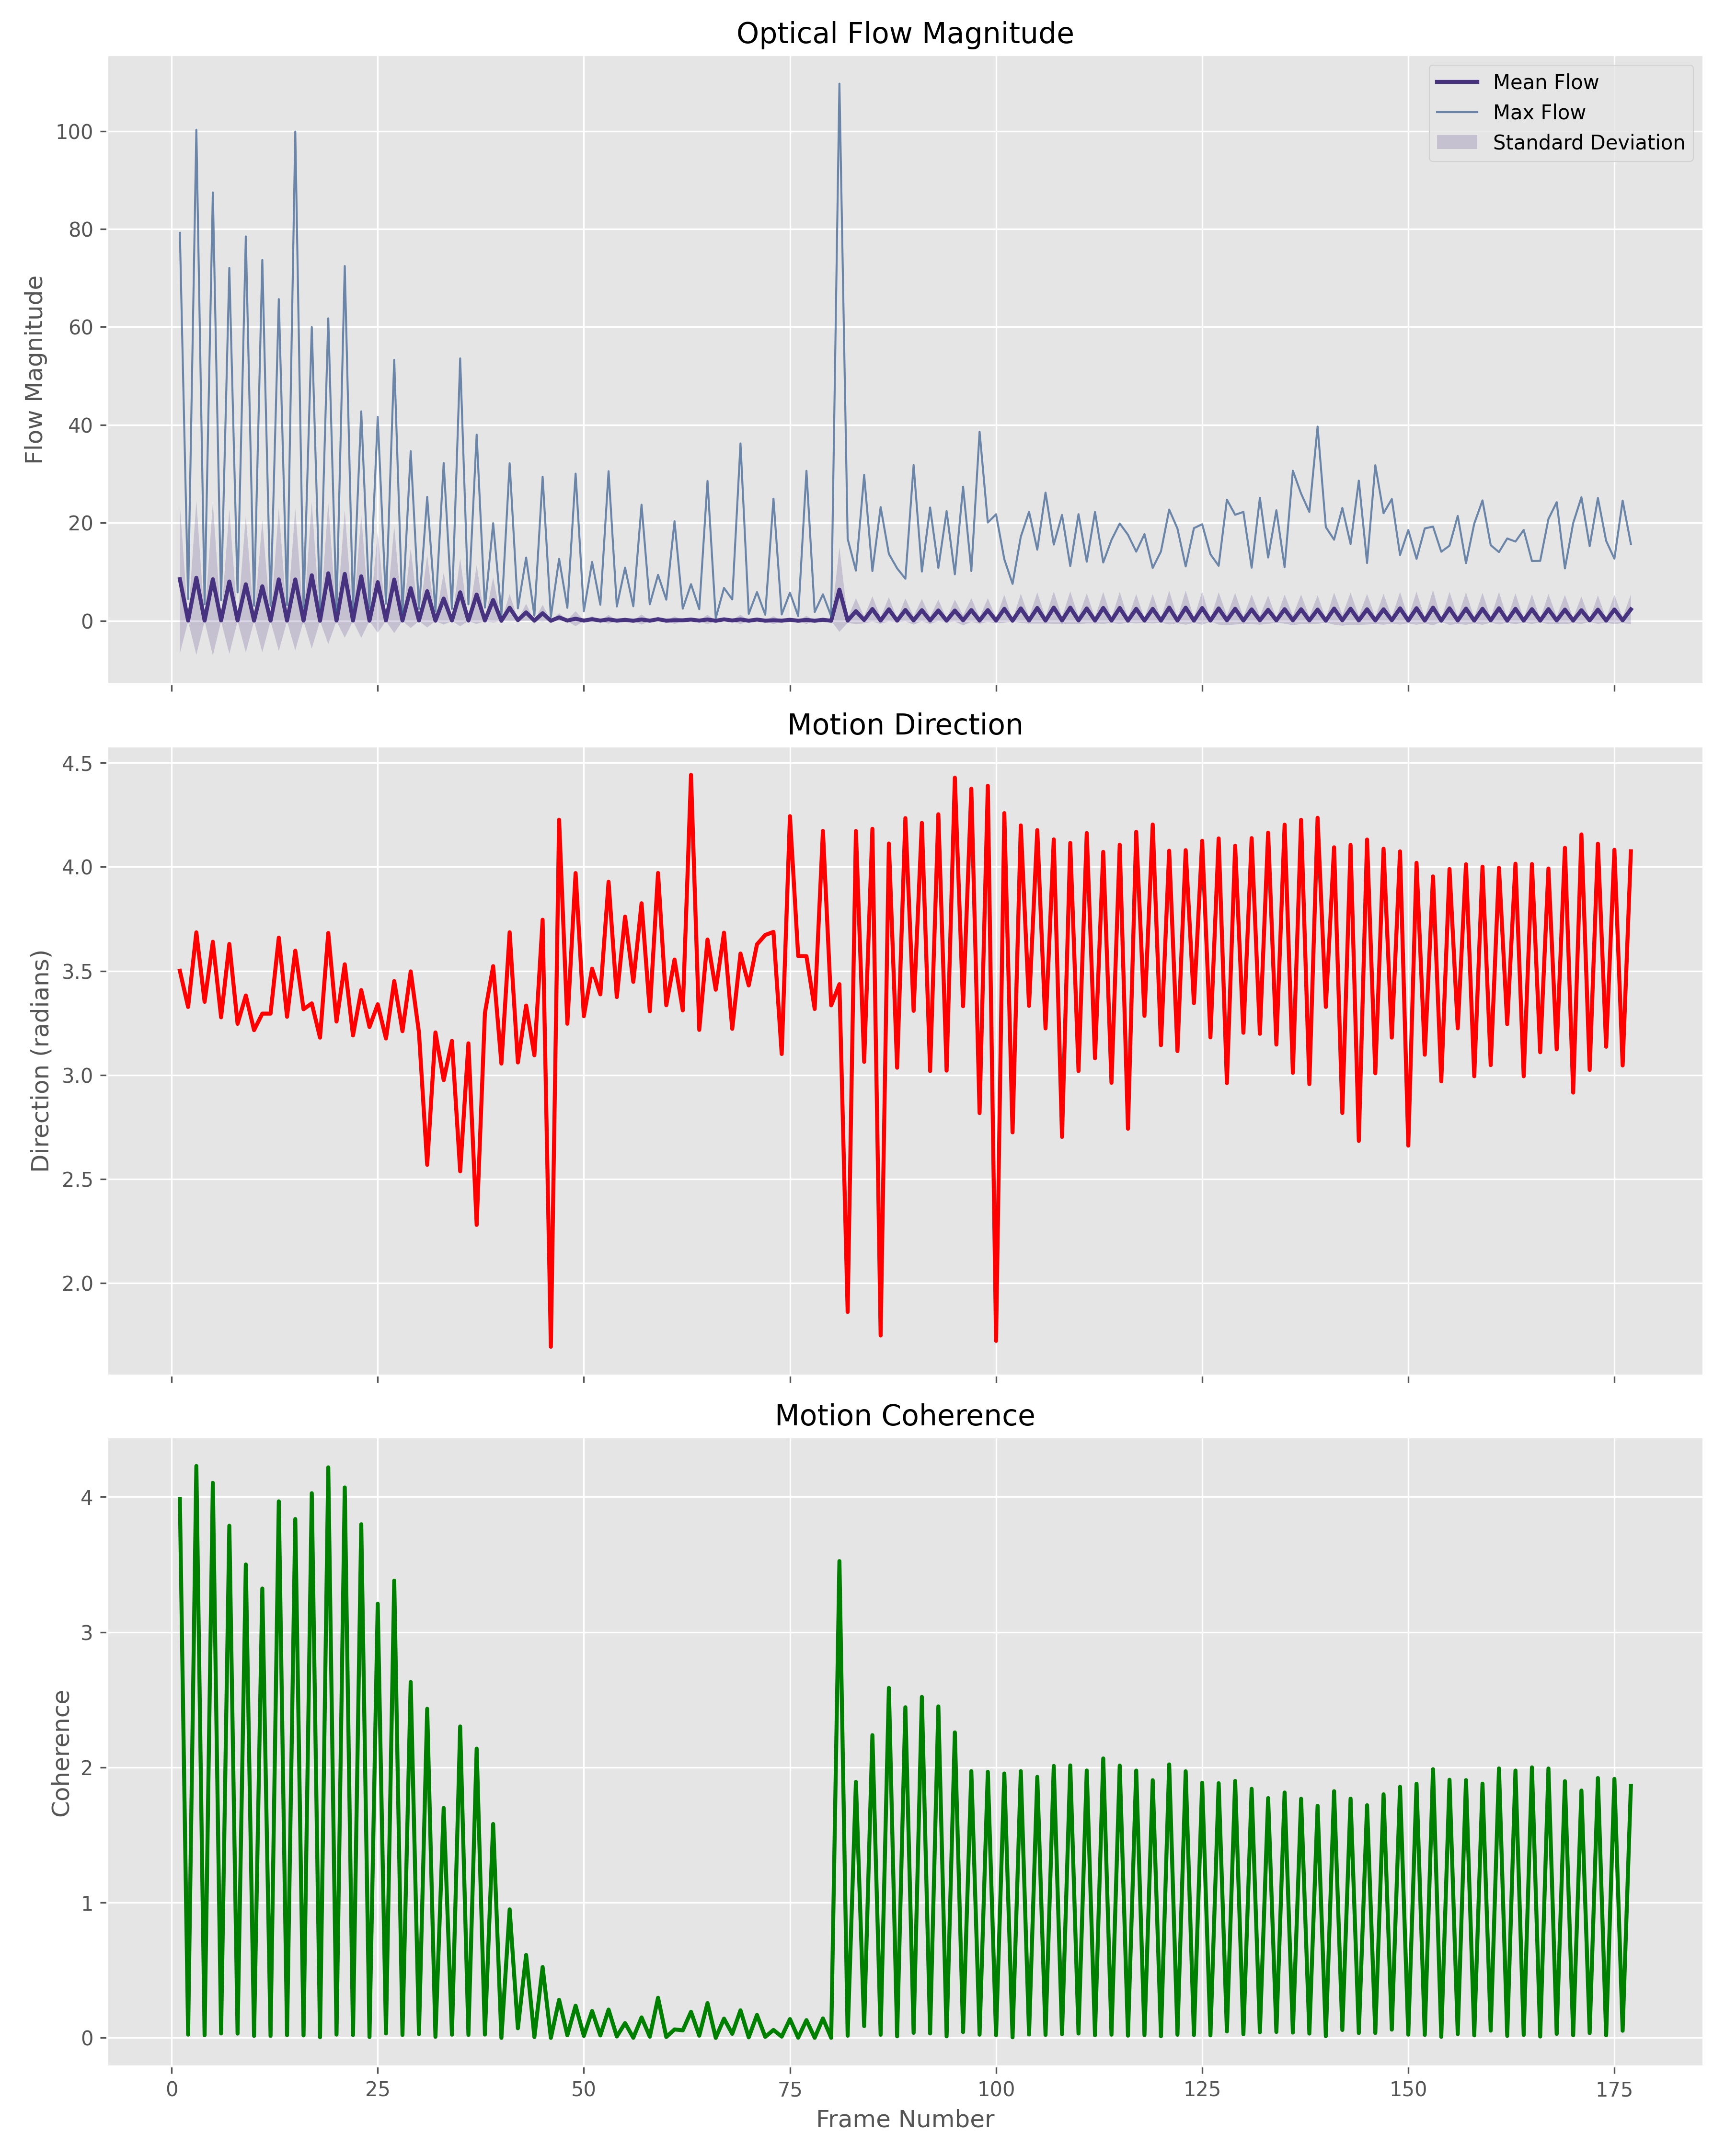 Optical Flow Magnitude
Mean Flow
Max Flow
Standard Deviation
Flow Magnitude
100
80
60
40
20
0
Motion Direction
Direction (radians)
4.5
4.0
3.5
3.0
2.5
2.0
Motion Coherence
Coherence
4
3
2
1
0
0 25 50 75 100 125 150 175
Frame Number